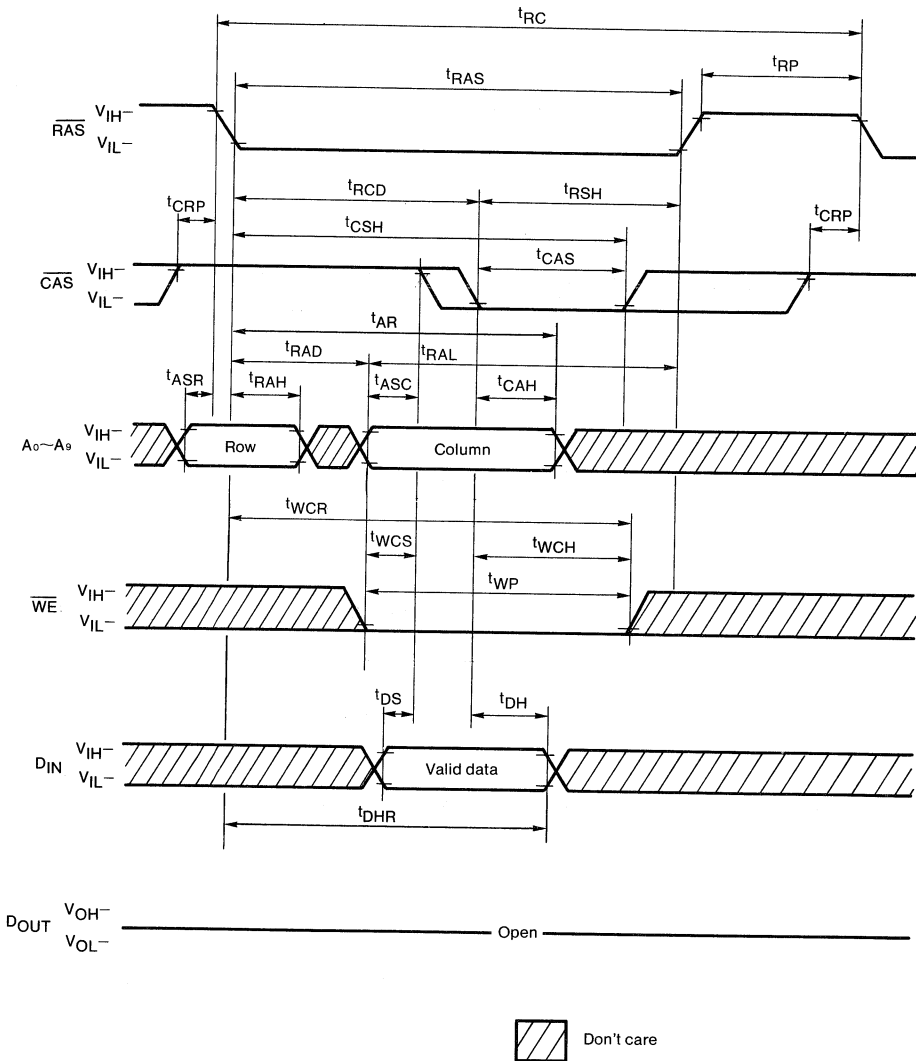 tRC
tRAS
tRP
RAS
VIH–
VIL–
tRCD
tRSH
tCRP
tCSH
tCRP
CAS
VIH–
VIL–
tCAS
tAR
tRAD
tRAL
tASR
tRAH
tASC
tCAH
A0~A9
VIH–
VIL–
Row
Column
tWCR
tWCS
tWCH
tWP
WE
VIH–
VIL–
tDS
tDH
DIN
VIH–
VIL–
Valid data
tDHR
DOUT
VOH–
VOL–
Open
Don't care